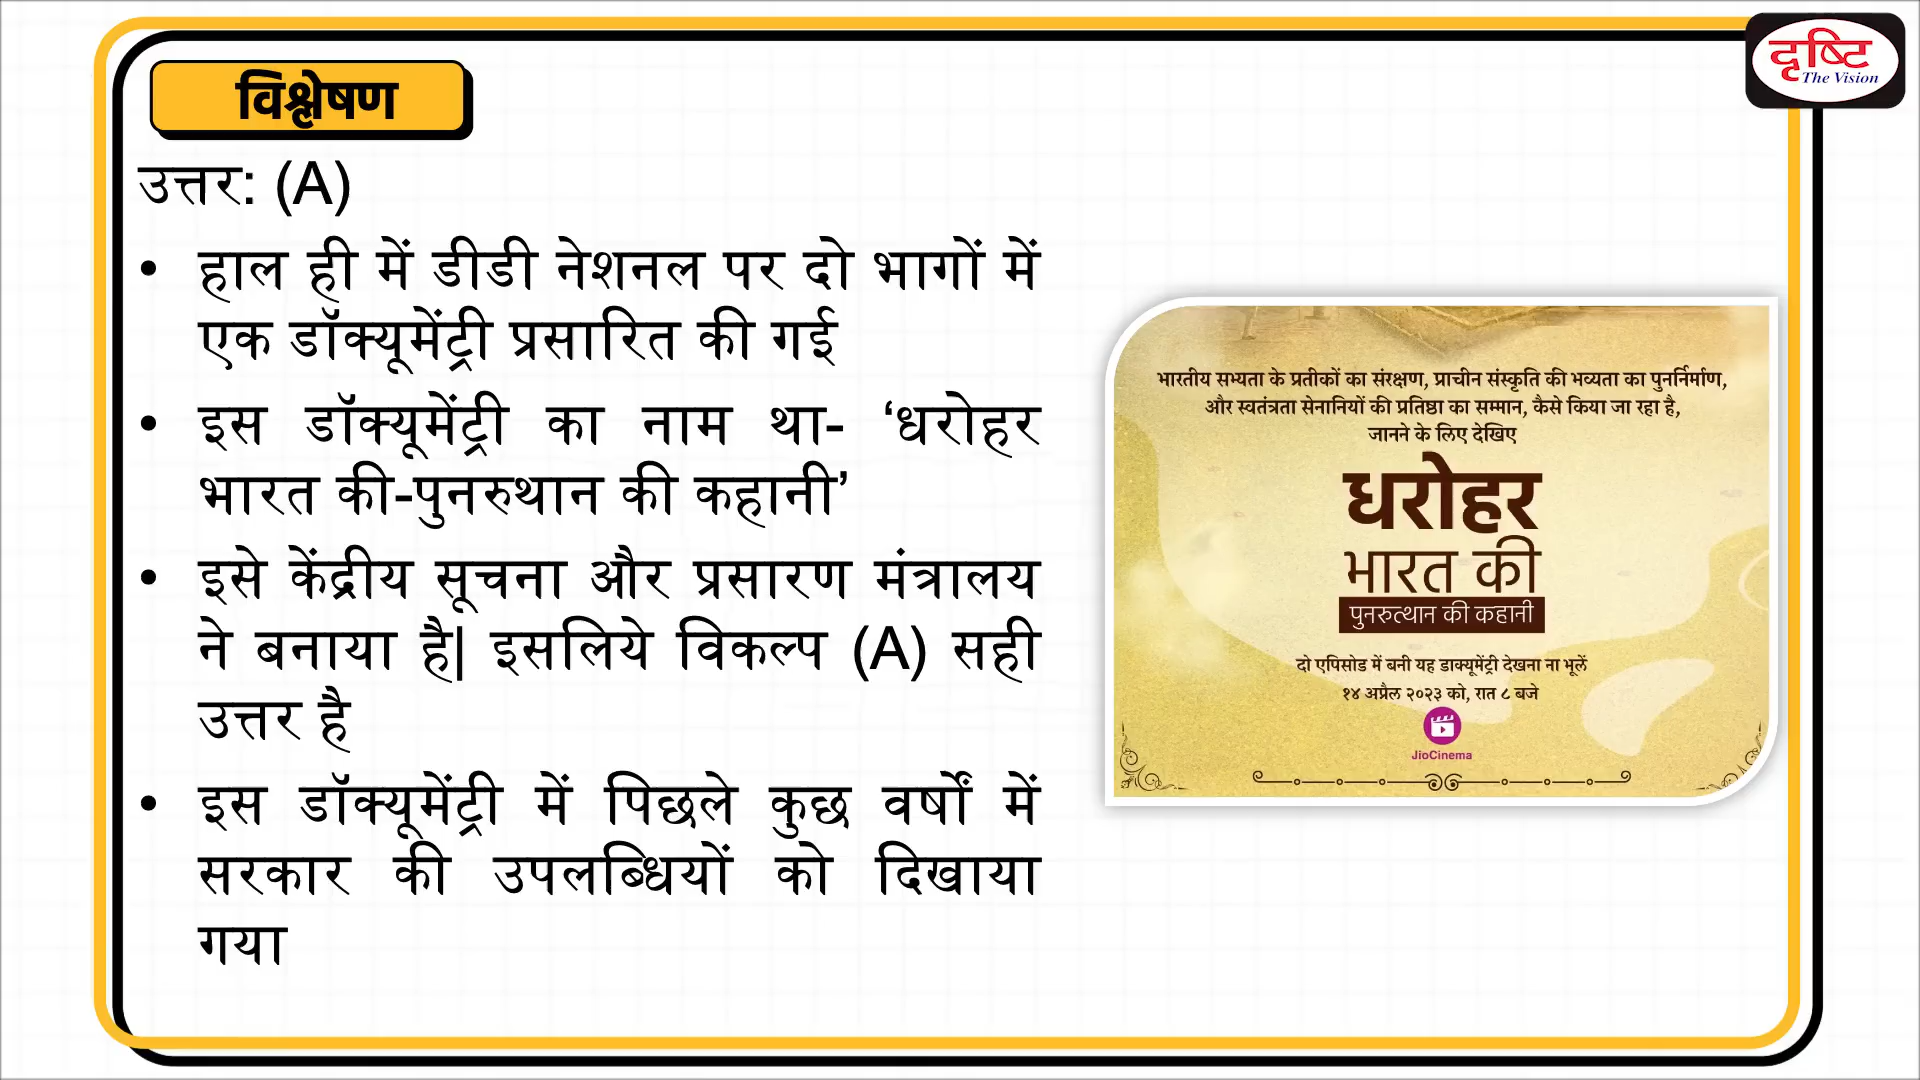 दृष्टि
The Vision
विश्लेषण
उत्तर: (A)
• हाल ही में डीडी नेशनल पर दो भागों में
एक डॉक्यूमेंट्री प्रसारित की गई
• इस डॉक्यूमेंट्री का नाम था- ‘धरोहर
भारत की-पुनरुथान की कहानी’
• इसे केंद्रीय सूचना और प्रसारण मंत्रालय
ने बनाया है| इसलिये विकल्प (A) सही
उत्तर है
• इस डॉक्यूमेंट्री में पिछले कुछ वर्षों में
सरकार की उपलब्धियों को दिखाया
गया
भारतीय सभ्यता के प्रतीकों का संरक्षण, प्राचीन संस्कृति की भव्यता का पुनर्निर्माण,
और स्वतंत्रता सेनानियों की प्रतिष्ठा का सम्मान, कैसे किया जा रहा है,
जानने के लिए देखिए
धरोहर
भारत की
पुनरुत्थान की कहानी
दो एपिसोड में बनी यह डाक्यूमेंट्री देखना ना भूलें
१४ अप्रैल २०२३ को, रात ८ बजे
JioCinema